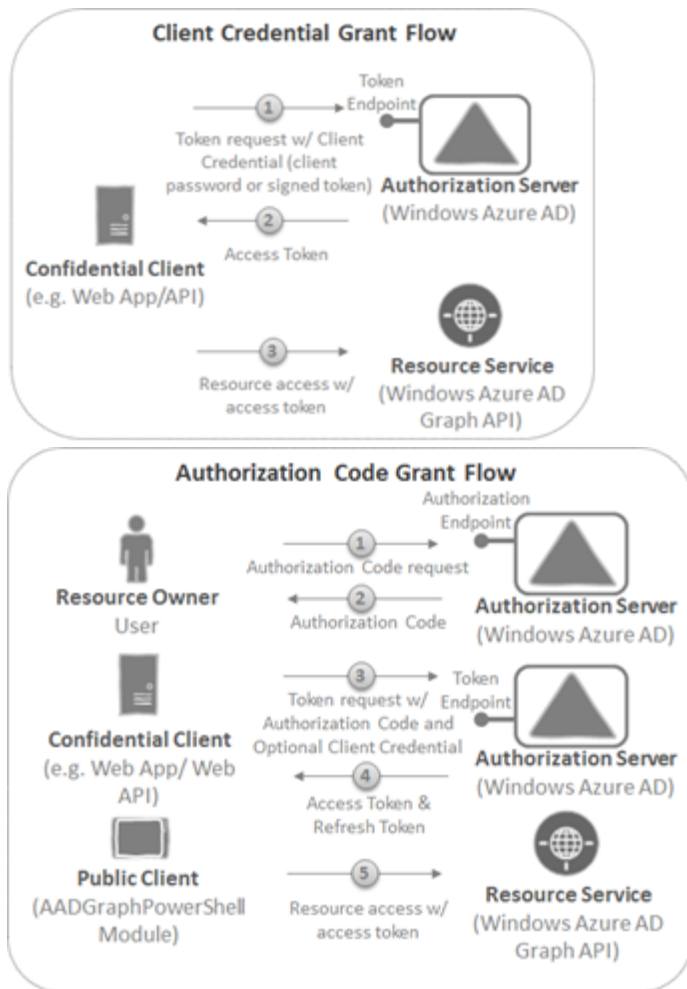 Client Credential Grant Flow
Token
Endpoint
1
Token request w/ Client
Credential (client
password or signed token)
Authorization Server
(Windows Azure AD)
2
Access Token
Confidential Client
(e.g. Web App/API)
3
Resource access w/
access token
Resource Service
(Windows Azure AD
Graph API)
Authorization Code Grant Flow
Authorization
Endpoint
1
Authorization Code request
Resource Owner
User
2
Authorization Code
Authorization Server
(Windows Azure AD)
3
Token request w/
Authorization Code and
Optional Client Credential
Token
Endpoint
Confidential Client
(e.g. Web App/ Web
API)
Authorization Server
(Windows Azure AD)
4
Access Token &
Refresh Token
Public Client
(AADGraphPowerShell
Module)
5
Resource access w/
access token
Resource Service
(Windows Azure AD
Graph API)